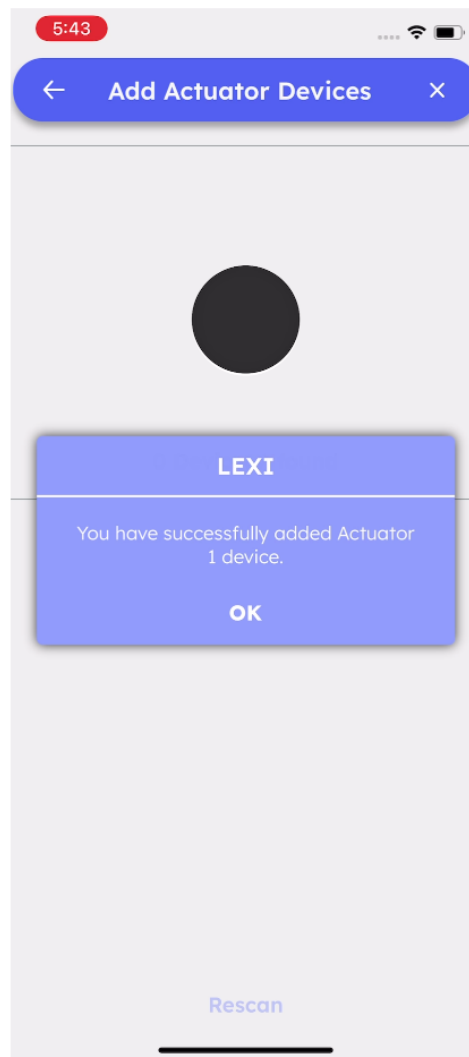 5:43
Add Actuator Devices
LEXI
You have successfully added Actuator
1 device.
OK
Rescan